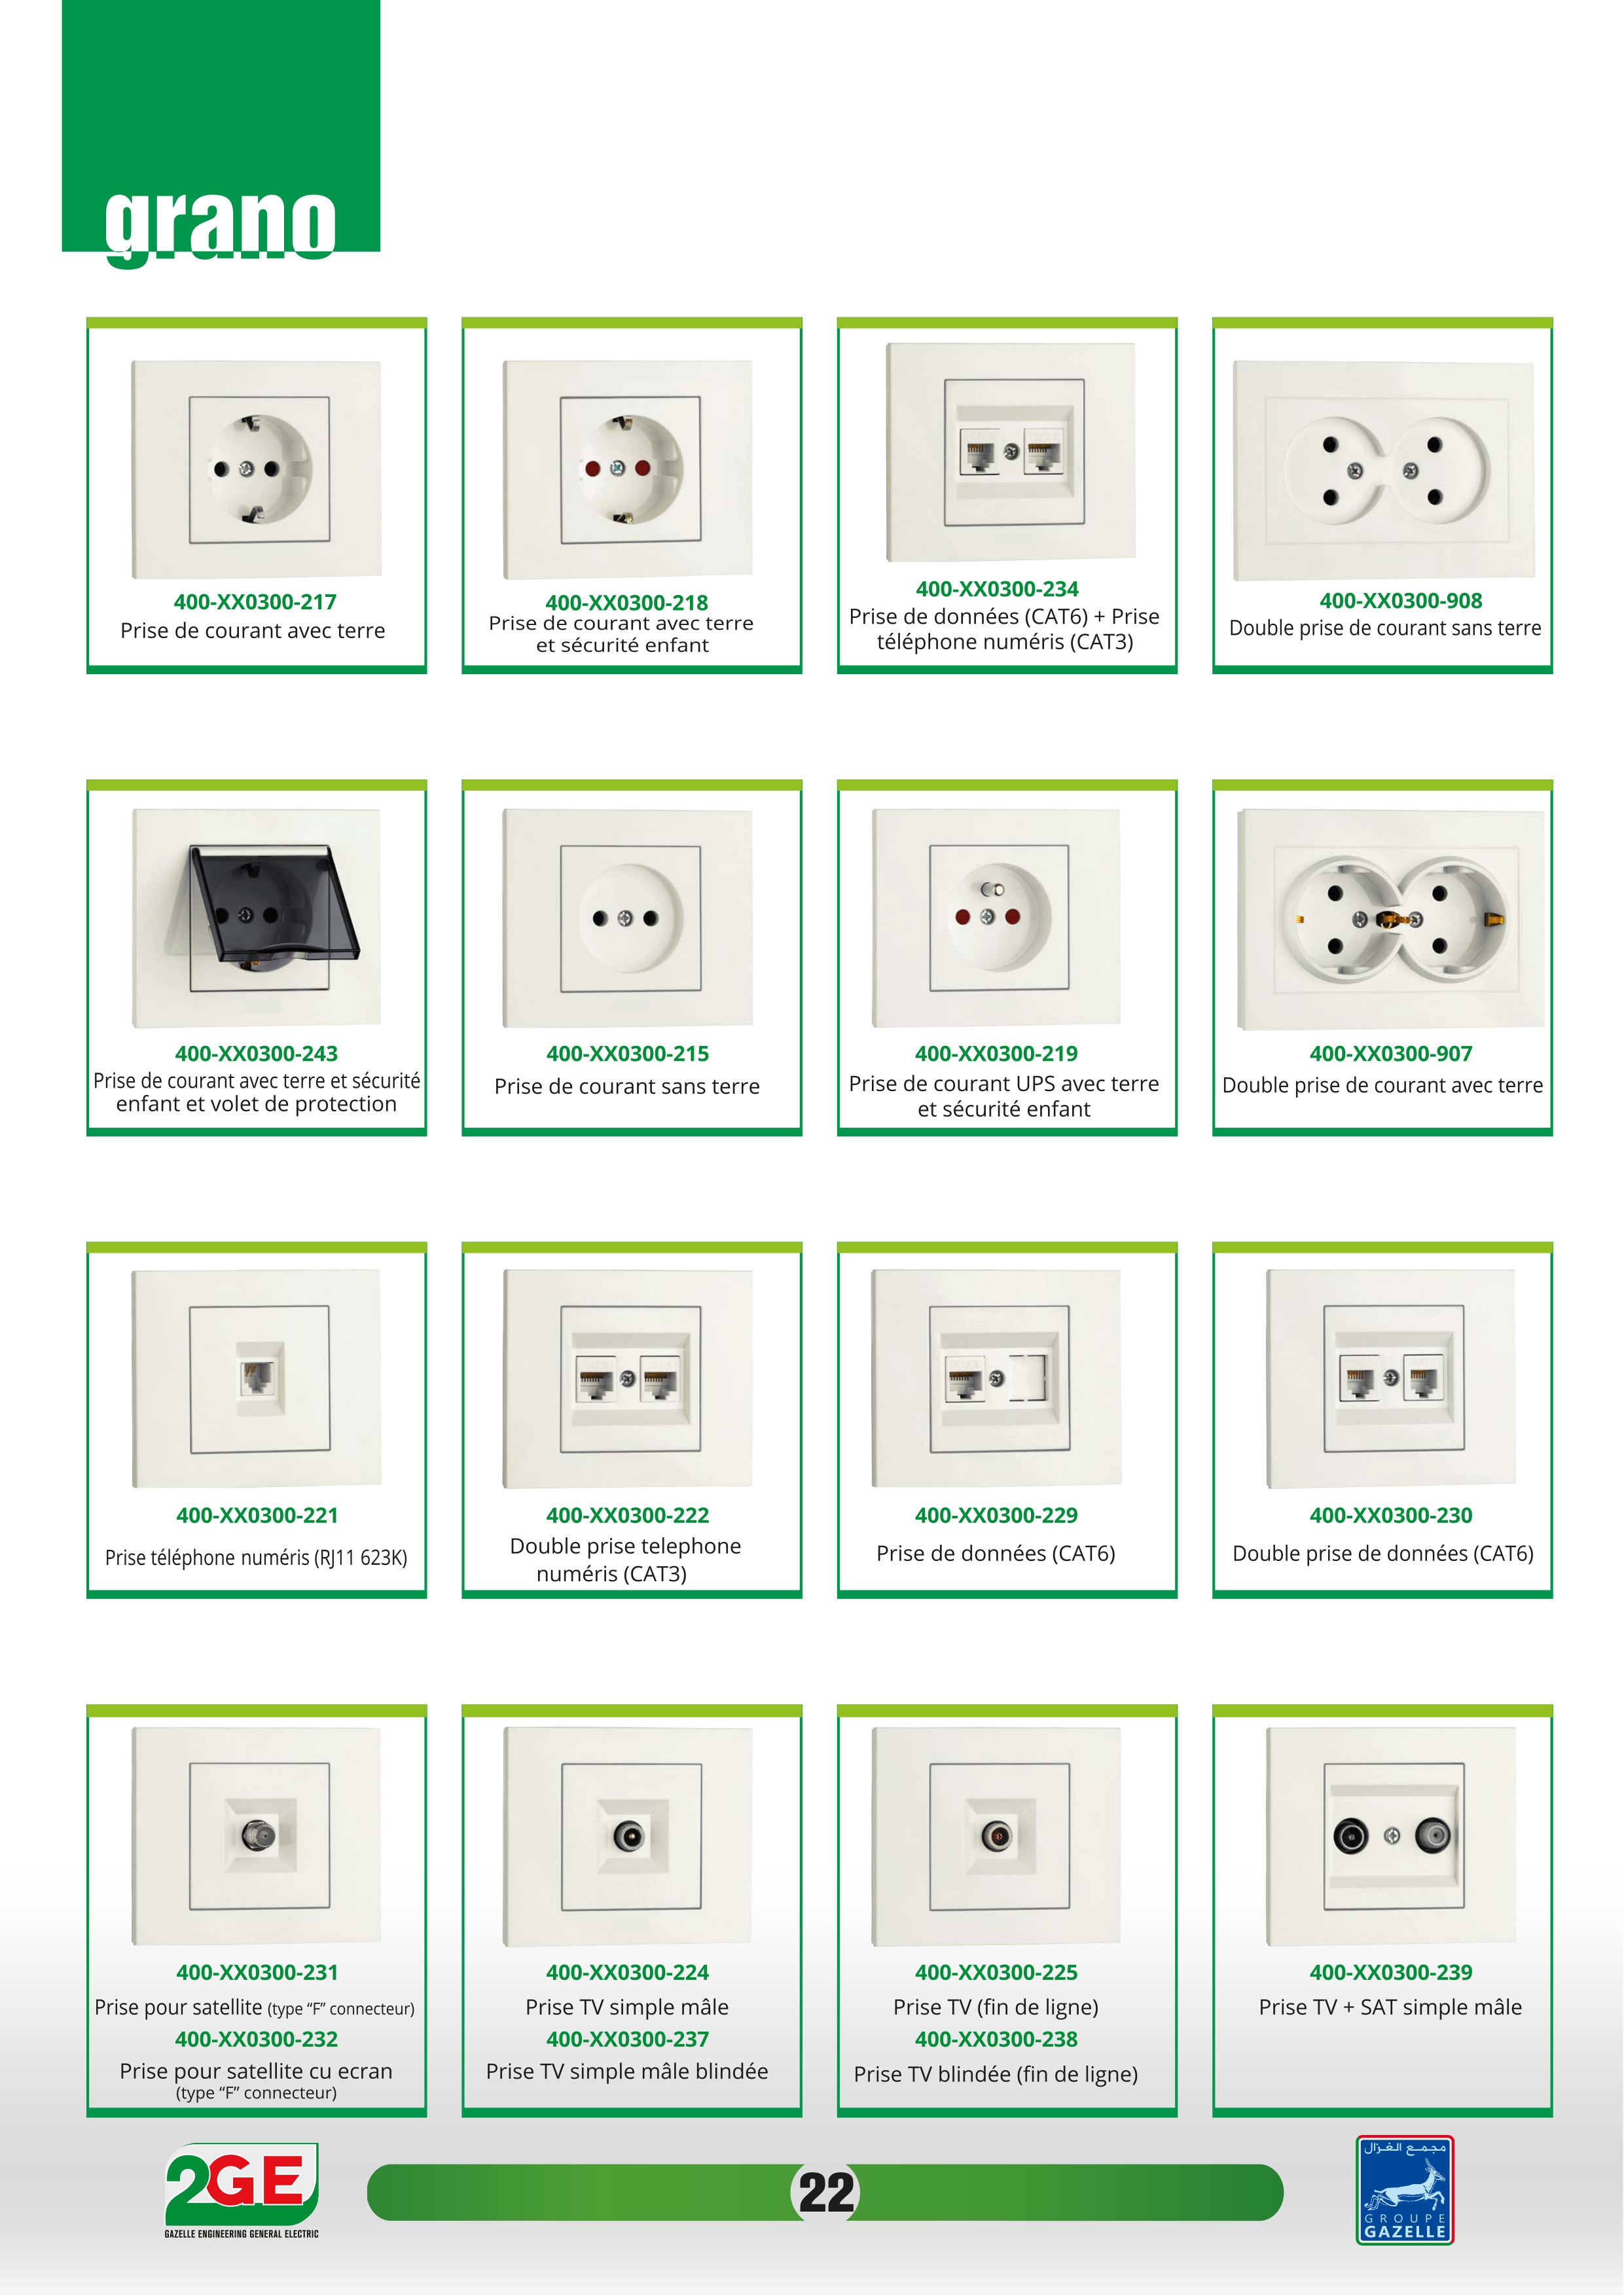 grano
400-XX0300-217
Prise de courant avec terre
400-XX0300-218
Prise de courant avec terre
et sécurité enfant
400-XX0300-234
Prise de données (CAT6) + Prise
téléphone numéris (CAT3)
400-XX0300-908
Double prise de courant sans terre
400-XX0300-243
Prise de courant avec terre et sécurité
enfant et volet de protection
400-XX0300-215
Prise de courant sans terre
400-XX0300-219
Prise de courant UPS avec terre
et sécurité enfant
400-XX0300-907
Double prise de courant avec terre
400-XX0300-221
Prise téléphone numéris (RJ11 623K)
400-XX0300-222
Double prise telephone
numéris (CAT3)
400-XX0300-229
Prise de données (CAT6)
400-XX0300-230
Double prise de données (CAT6)
400-XX0300-231
Prise pour satellite (type “F” connecteur)
400-XX0300-232
Prise pour satellite cu ecran
(type “F” connecteur)
400-XX0300-224
Prise TV simple mâle
400-XX0300-237
Prise TV simple mâle blindée
400-XX0300-225
Prise TV (fin de ligne)
400-XX0300-238
Prise TV blindée (fin de ligne)
400-XX0300-239
Prise TV + SAT simple mâle
2GE
GAZELLE ENGINEERING GENERAL ELECTRIC
22
مجمع الغزال
GROUPE
GAZELLE